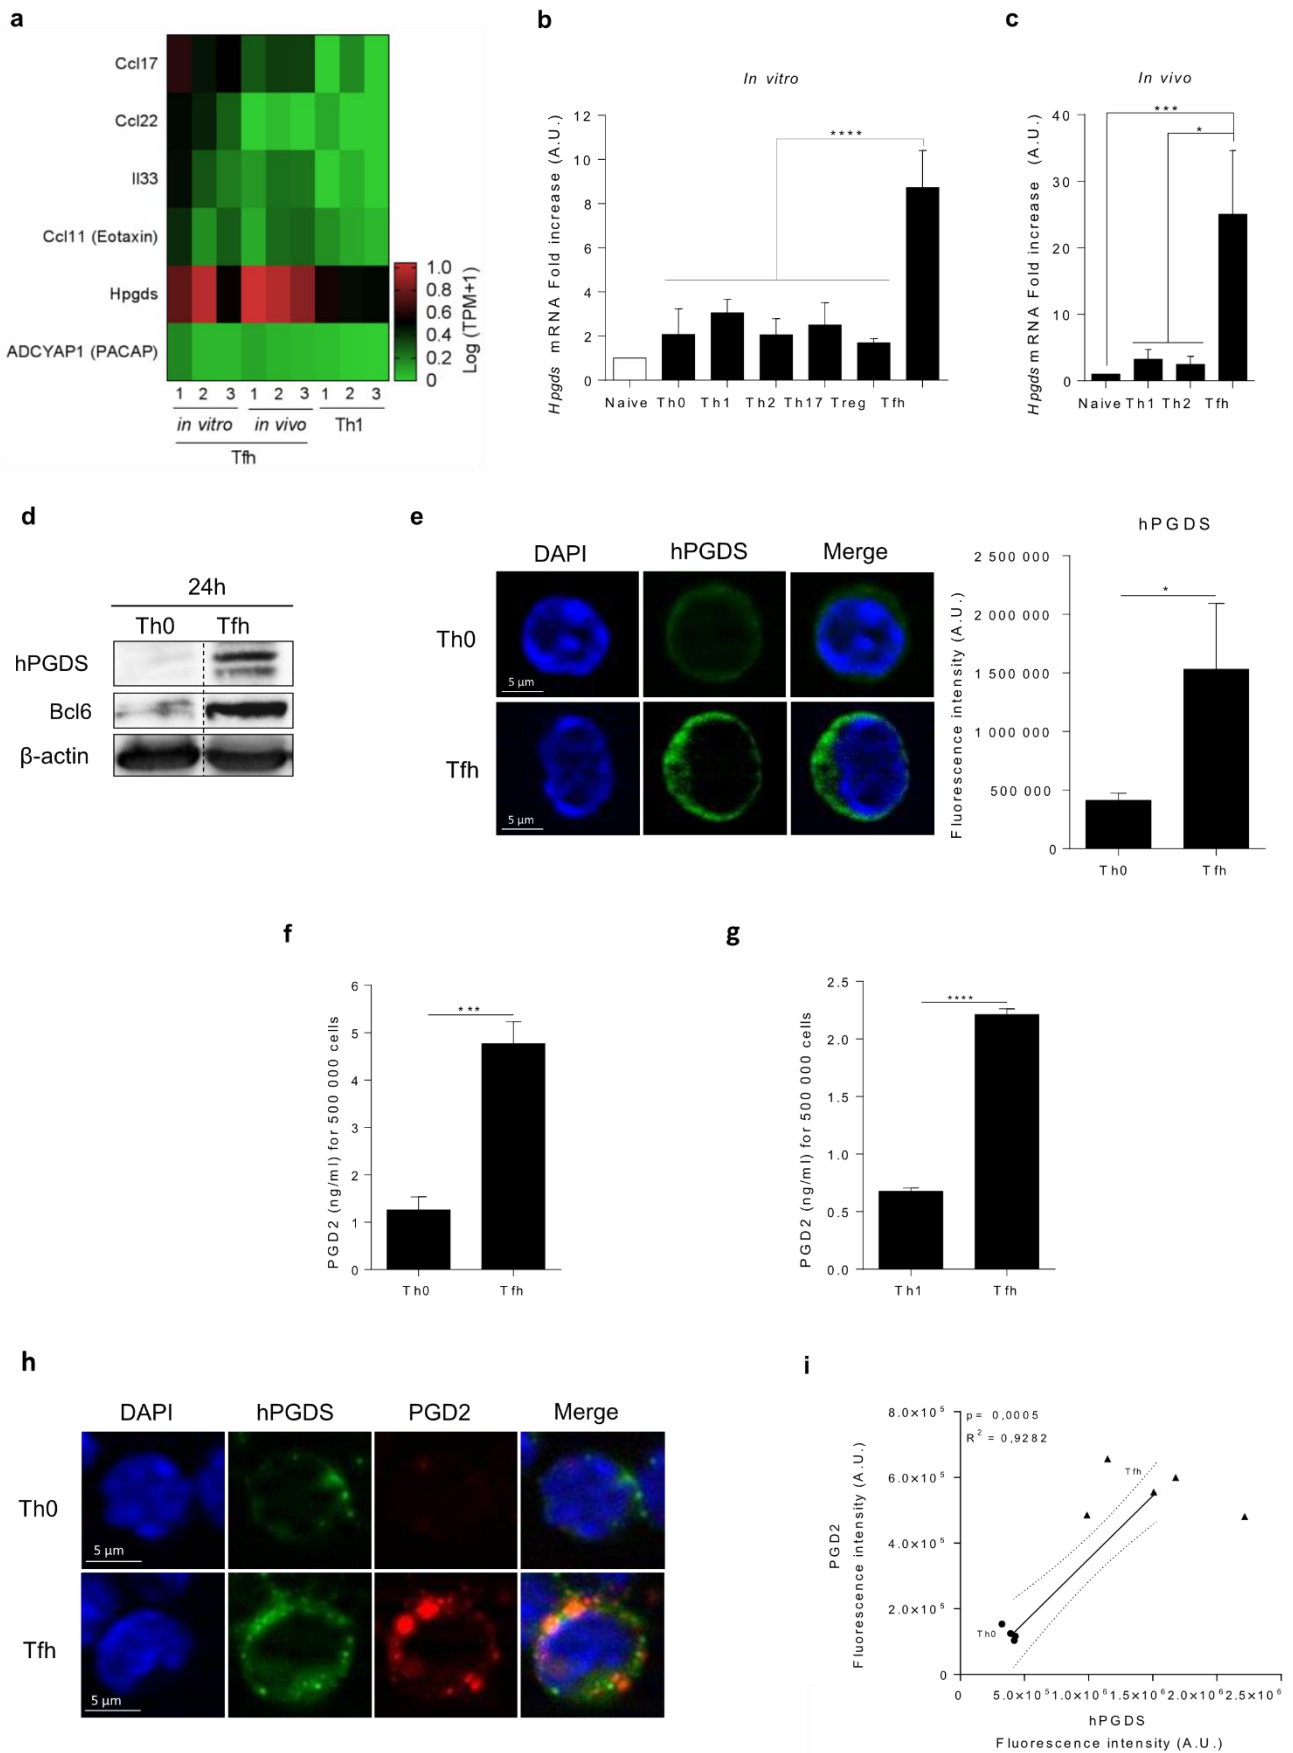 a
Ccl17
Ccl22
Il33
Ccl11 (Eotaxin)
Hpgds
ADCYAP1 (PACAP)
1 2 3 1 2 3 1 2 3
in vitro in vivo Th1
Tfh
1.0
0.8
0.6
0.4
0.2
0
Log (TPM+1)
b
In vitro
Hpgds mRNA Fold increase (A.U.)
12
10
8
6
4
2
0
****
Naive Th0 Th1 Th2 Th17 Treg Tfh
c
In vivo
Hpgds mRNA Fold increase (A.U.)
40
30
20
10
0
***
*
Naive Th1 Th2 Tfh
d
24h
Th0 Tfh
hPGDS
Bcl6
β-actin
e
DAPI hPGDS Merge
Th0
5 µm
Tfh
5 µm
hPGDS
Fluorescence intensity (A.U.)
2 500 000
2 000 000
1 500 000
1 000 000
500 000
0
*
Th0 Tfh
f
PGD2 (ng/ml) for 500 000 cells
6
5
4
3
2
1
0
***
Th0 Tfh
g
PGD2 (ng/ml) for 500 000 cells
2.5
2.0
1.5
1.0
0.5
0.0
****
Th1 Tfh
h
DAPI hPGDS PGD2 Merge
Th0
5 µm
Tfh
5 µm
i
PGD2
Fluorescence intensity (A.U.)
8.0×10⁵
6.0×10⁵
4.0×10⁵
2.0×10⁵
0
p= 0,0005
R² = 0,9282
Tfh
Th0
0 5.0×10⁵ 1.0×10⁶ 1.5×10⁶ 2.0×10⁶ 2.5×10⁶
hPGDS
Fluorescence intensity (A.U.)